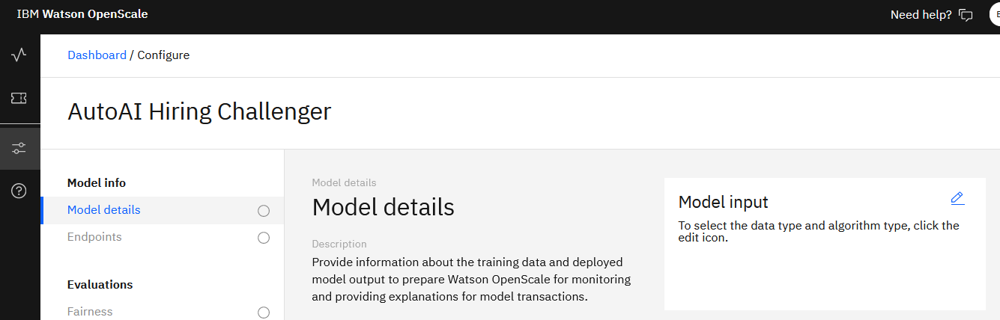 IBM Watson OpenScale
Need help?
E
Dashboard / Configure
AutoAI Hiring Challenger
Model info
Model details
Endpoints
Evaluations
Fairness
Model details
Model details
Description
Provide information about the training data and deployed
model output to prepare Watson OpenScale for monitoring
and providing explanations for model transactions.
Model input
To select the data type and algorithm type, click the
edit icon.